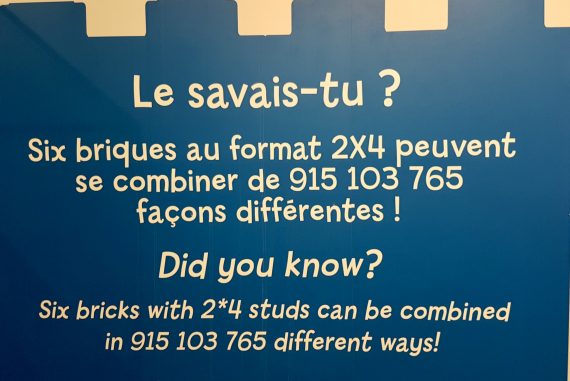 Le savais-tu ?
Six briques au format 2X4 peuvent
se combiner de 915 103 765
façons différentes !
Did you know?
Six bricks with 2*4 studs can be combined
in 915 103 765 different ways!